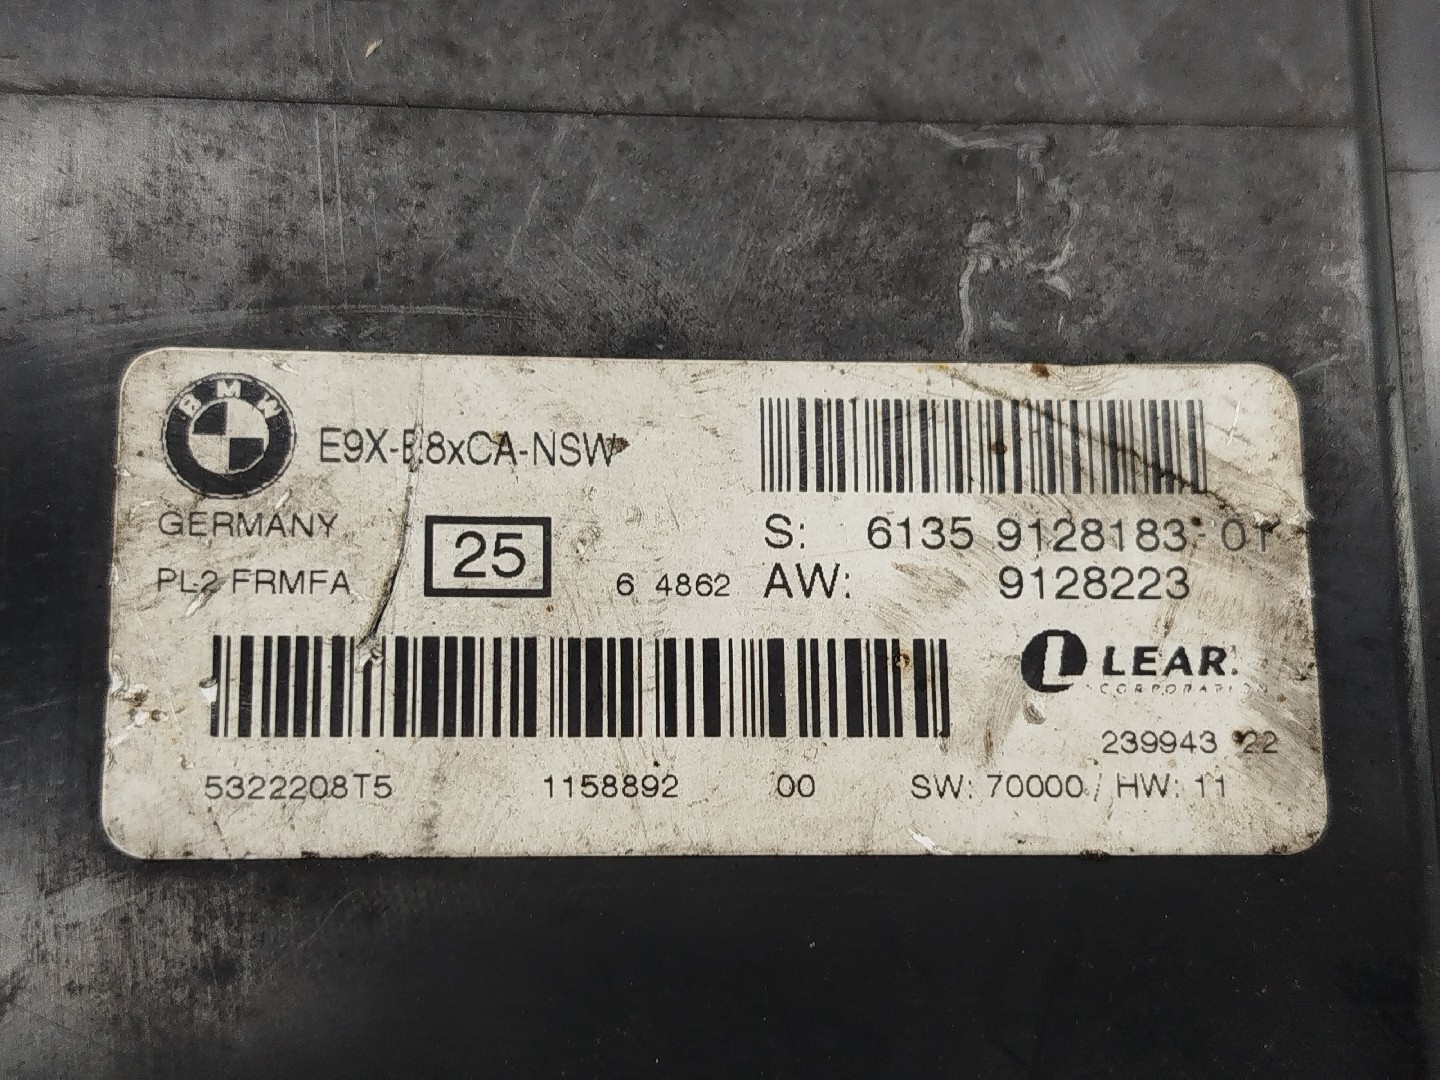 BMW
E9X-E8xCA-NSW
GERMANY
PL2 FRMFA
25
6 4862
S: 6135 9128183-01
AW: 9128223
LEAR.
CORPORATION
239943 22
5322208T5 1158892 00 SW: 70000 / HW: 11